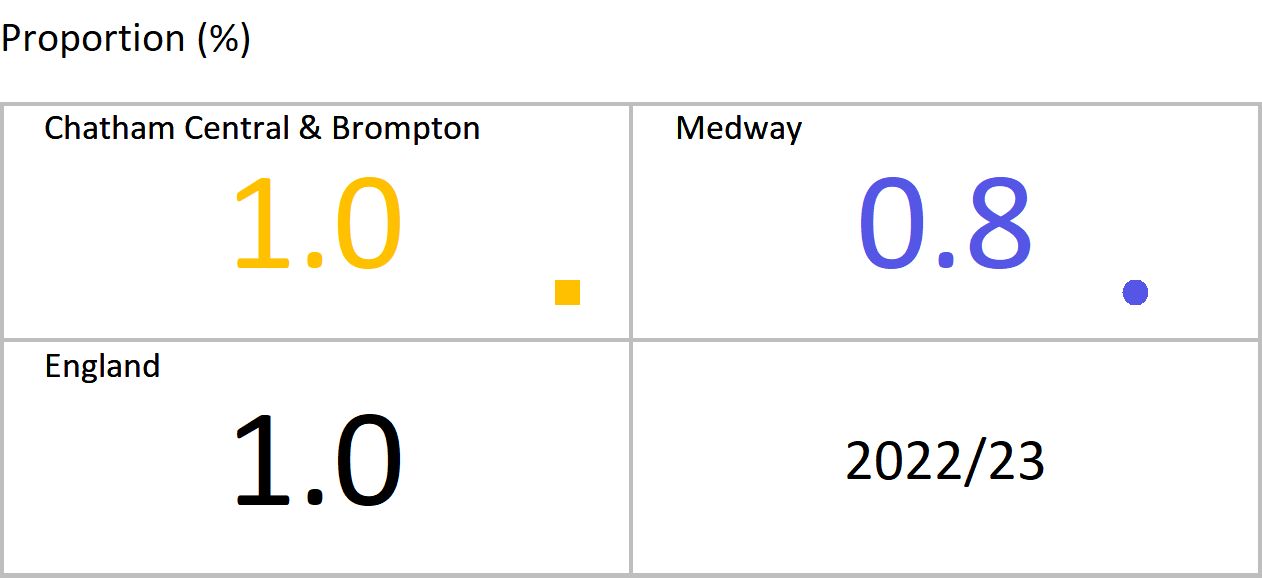 Proportion (%)
Chatham Central & Brompton
1.0
Medway
0.8
England
1.0
2022/23